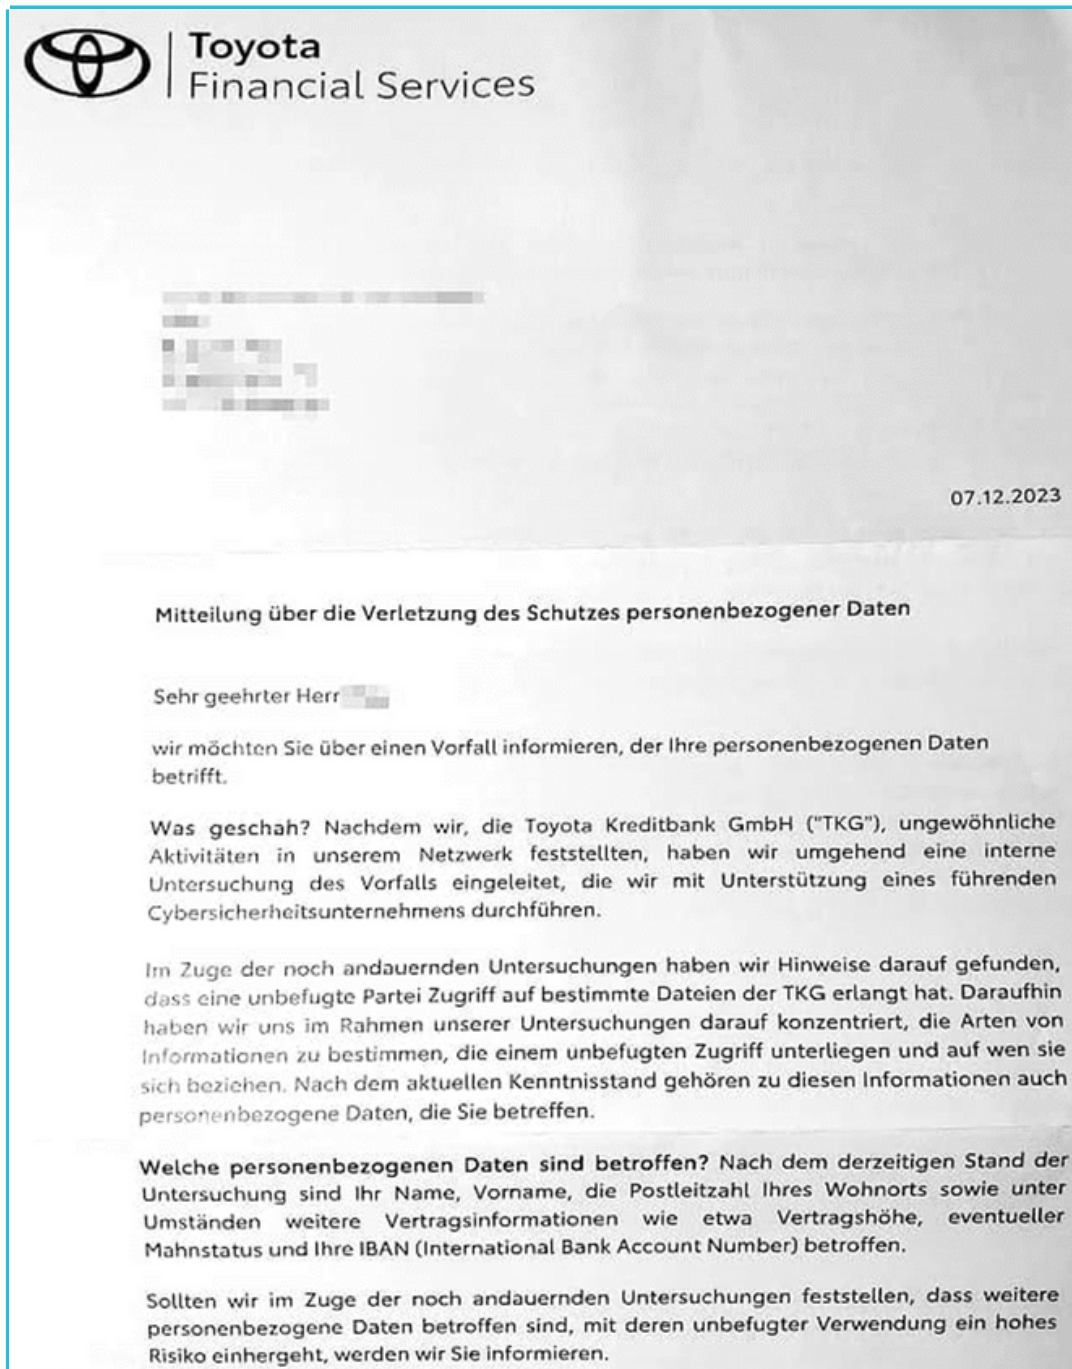 Toyota
Financial Services
07.12.2023
Mitteilung über die Verletzung des Schutzes personenbezogener Daten
Sehr geehrter Herr
wir möchten Sie über einen Vorfall informieren, der Ihre personenbezogenen Daten
betrifft.
Was geschah? Nachdem wir, die Toyota Kreditbank GmbH ("TKG"), ungewöhnliche
Aktivitäten in unserem Netzwerk feststellten, haben wir umgehend eine interne
Untersuchung des Vorfalls eingeleitet, die wir mit Unterstützung eines führenden
Cybersicherheitsunternehmens durchführen.
Im Zuge der noch andauernden Untersuchungen haben wir Hinweise darauf gefunden,
dass eine unbefugte Partei Zugriff auf bestimmte Dateien der TKG erlangt hat. Daraufhin
haben wir uns im Rahmen unserer Untersuchungen darauf konzentriert, die Arten von
Informationen zu bestimmen, die einem unbefugten Zugriff unterliegen und auf wen sie
sich beziehen. Nach dem aktuellen Kenntnisstand gehören zu diesen Informationen auch
personenbezogene Daten, die Sie betreffen.
Welche personenbezogenen Daten sind betroffen? Nach dem derzeitigen Stand der
Untersuchung sind Ihr Name, Vorname, die Postleitzahl Ihres Wohnorts sowie unter
Umständen weitere Vertragsinformationen wie etwa Vertragshöhe, eventueller
Mahnstatus und Ihre IBAN (International Bank Account Number) betroffen.
Sollten wir im Zuge der noch andauernden Untersuchungen feststellen, dass weitere
personenbezogene Daten betroffen sind, mit deren unbefugter Verwendung ein hohes
Risiko einhergeht, werden wir Sie informieren.